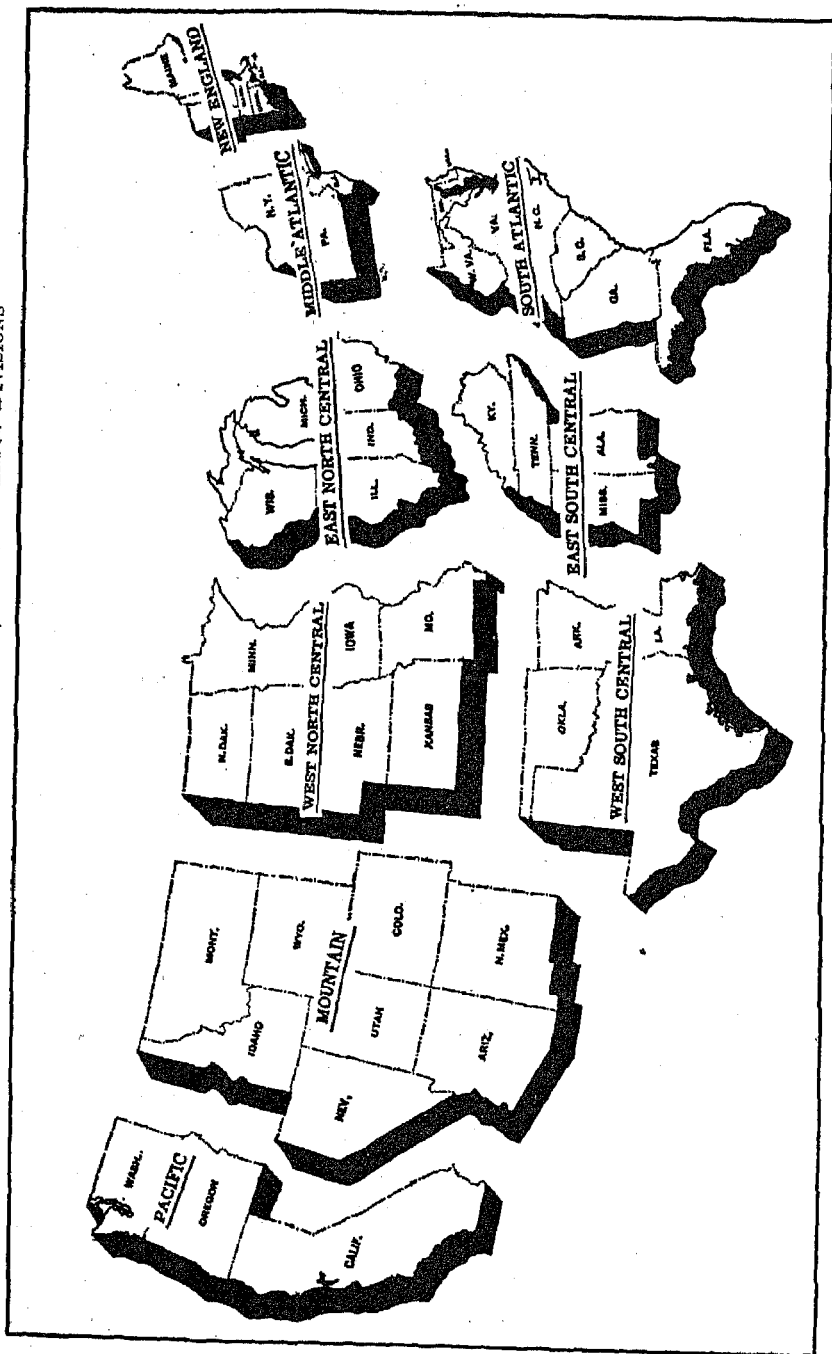 PACIFIC
WASH.
OREGON
CALIF.
MOUNTAIN
MONT.
IDAHO
WYO.
NEV.
UTAH
COLO.
ARIZ.
N.MEX.
WEST NORTH CENTRAL
N.DAK.
MINN.
S.DAK.
NEBR.
IOWA
KANSAS
MO.
WEST SOUTH CENTRAL
OKLA.
ARK.
TEXAS
LA.
EAST NORTH CENTRAL
WIS.
MICH.
ILL.
IND.
OHIO
EAST SOUTH CENTRAL
KY.
TENN.
MISS.
ALA.
MIDDLE ATLANTIC
N.Y.
PA.
SOUTH ATLANTIC
W.VA.
VA.
N.C.
S.C.
GA.
FLA.
NEW ENGLAND
MAINE